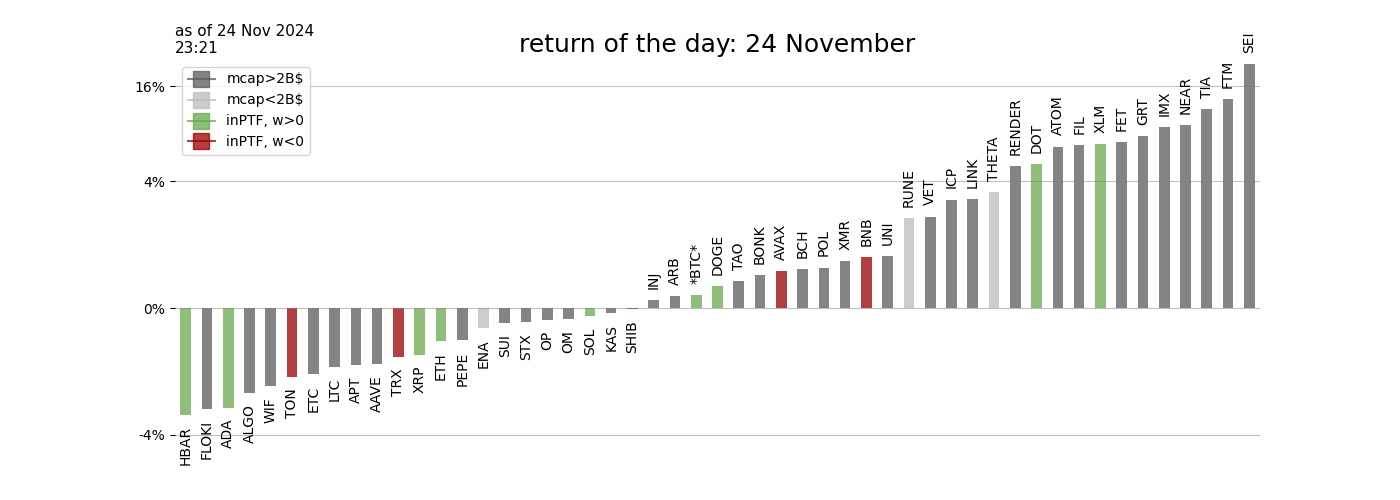 as of 24 Nov 2024
23:21
return of the day: 24 November
mcap>2B$
mcap<2B$
inPTF, w>0
inPTF, w<0
16%
4%
0%
-4%
HBAR
FLOKI
ADA
ALGO
WIF
TON
ETC
LTC
APT
AAVE
TRX
XRP
ETH
PEPE
ENA
SUI
STX
OP
OM
SOL
KAS
SHIB
INJ
ARB
*BTC*
DOGE
TAO
BONK
AVAX
BCH
POL
XMR
BNB
UNI
RUNE
VET
ICP
LINK
THETA
RENDER
DOT
ATOM
FIL
XLM
FET
GRT
IMX
NEAR
TIA
FTM
SEI